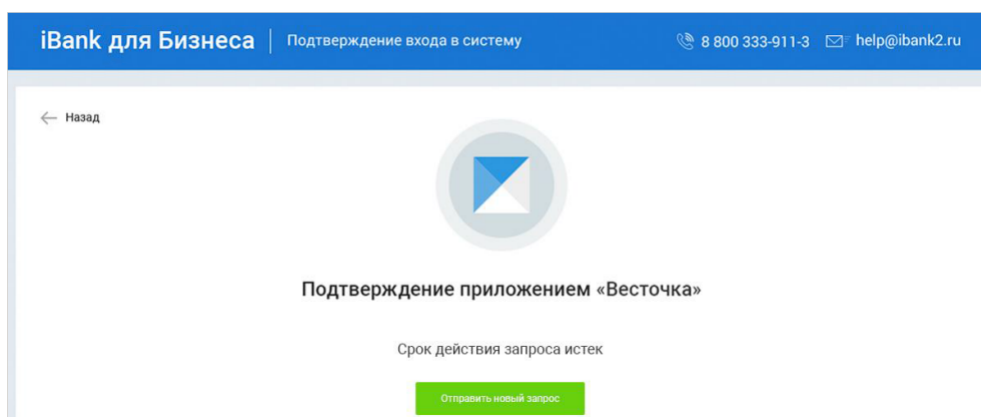 iBank для Бизнеса | Подтверждение входа в систему 8 800 333-911-3 help@ibank2.ru
Назад
Подтверждение приложением «Весточка»
Срок действия запроса истек
Отправить новый запрос